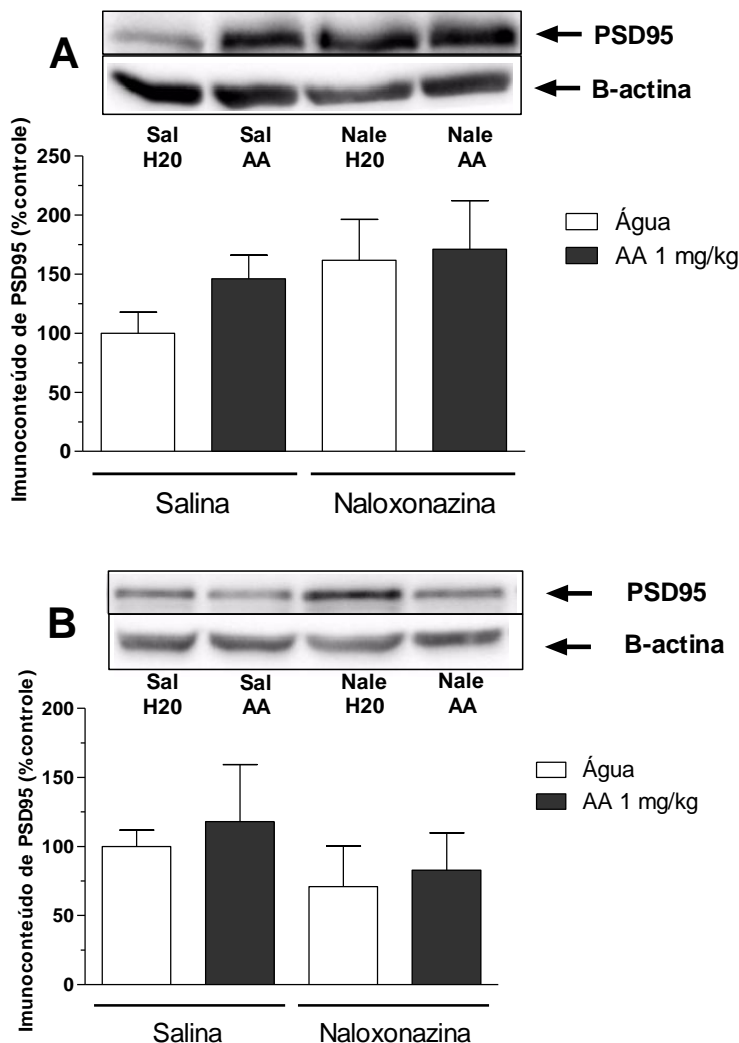 A
PSD95
B-actina
Sal Sal Nale Nale
H20 AA H20 AA
Imunoconteúdo de PSD95 (%controle)
250
200
150
100
50
0
Água
AA 1 mg/kg
Salina Naloxonazina
B
PSD95
B-actina
Sal Sal Nale Nale
H20 AA H20 AA
Imunoconteúdo de PSD95 (%controle)
200
150
100
50
0
Água
AA 1 mg/kg
Salina Naloxonazina